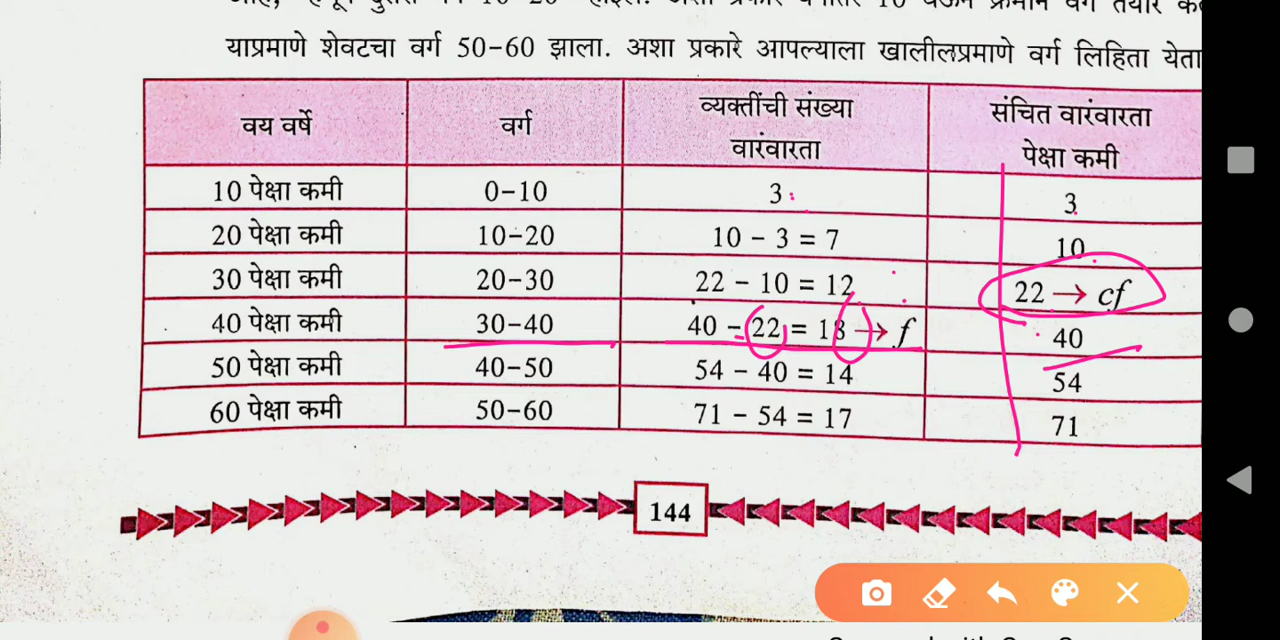 याप्रमाणे शेवटचा वर्ग 50-60 झाला. अशा प्रकारे आपल्याला खालीलप्रमाणे वर्ग लिहिता येता
वय वर्षे वर्ग व्यक्तींची संख्या वारंवारता संचित वारंवारता पेक्षा कमी
10 पेक्षा कमी 0-10 3 3
20 पेक्षा कमी 10-20 10 - 3 = 7 10
30 पेक्षा कमी 20-30 22 - 10 = 12 22 → cf
40 पेक्षा कमी 30-40 40 - 22 = 18 → f 40
50 पेक्षा कमी 40-50 54 - 40 = 14 54
60 पेक्षा कमी 50-60 71 - 54 = 17 71
144